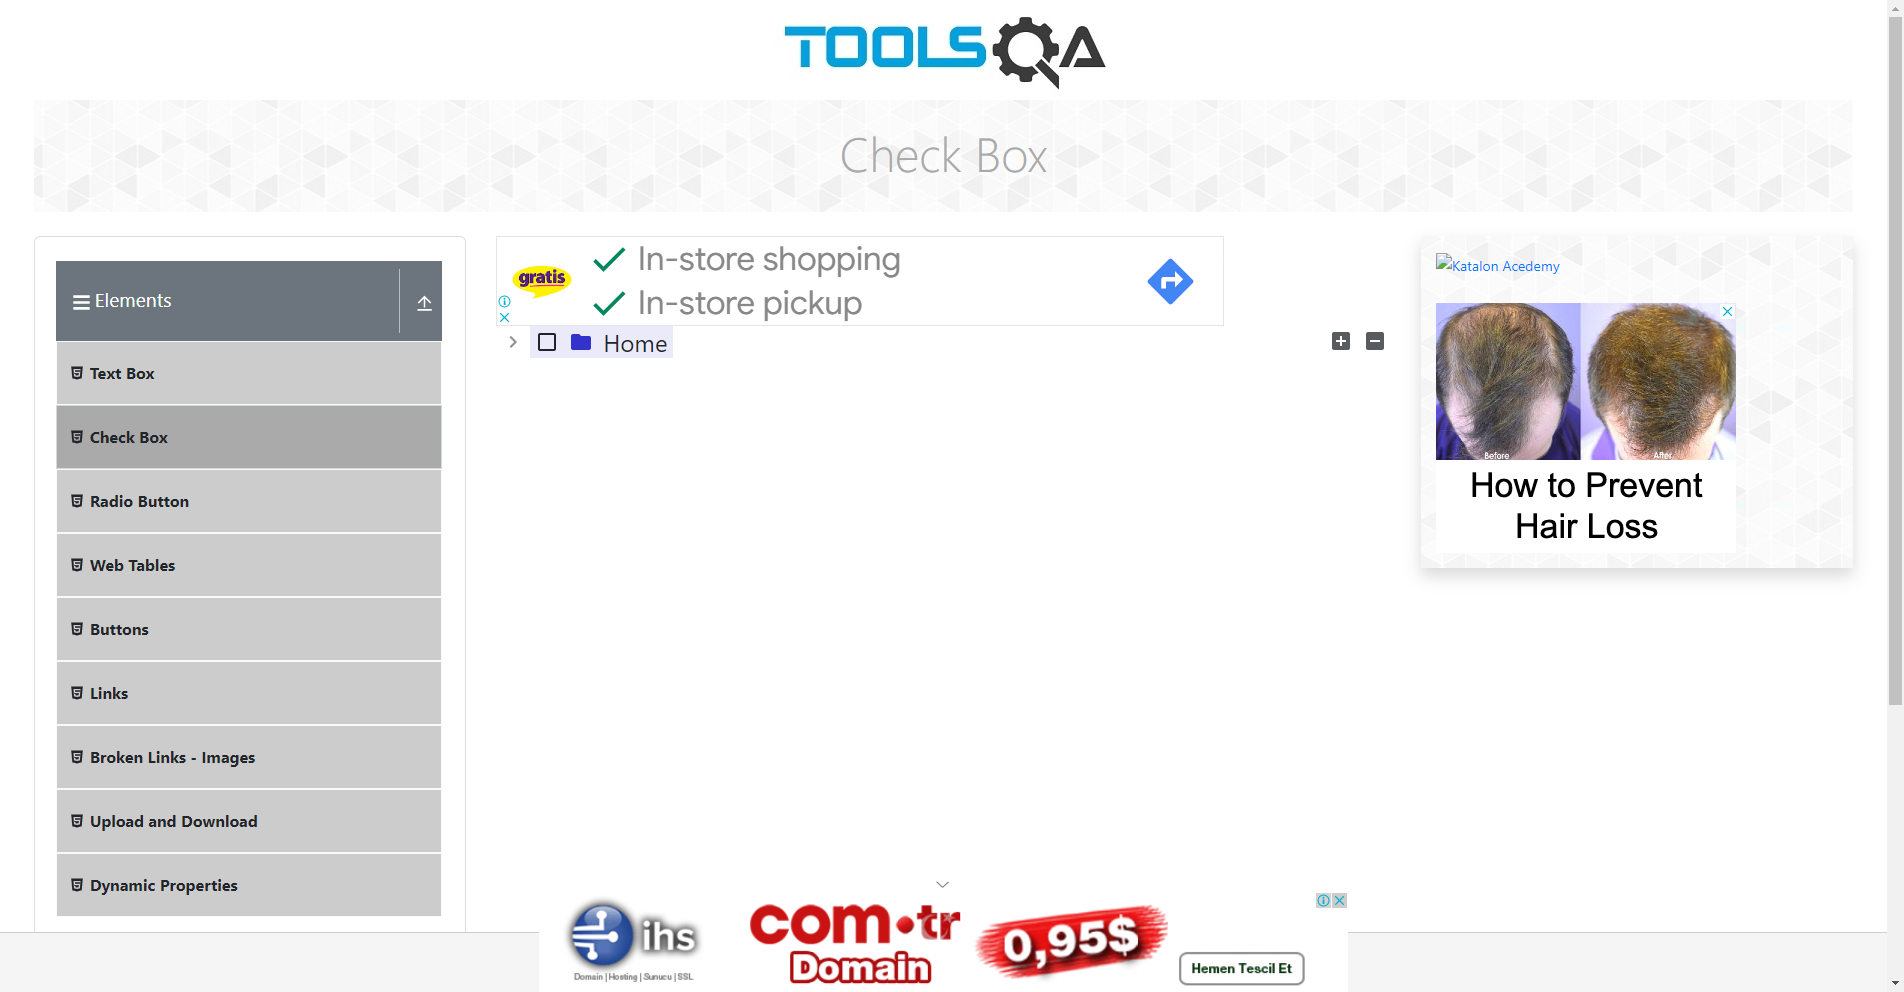 TOOLSQA
Check Box
Elements
Text Box
Check Box
Radio Button
Web Tables
Buttons
Links
Broken Links - Images
Upload and Download
Dynamic Properties
gratis
In-store shopping
In-store pickup
Home
Katalon Acedemy
Before
After
How to Prevent
Hair Loss
ihs
Domain | Hosting | Sunucu | SSL
com.tr
Domain
0,95$
Hemen Tescil Et